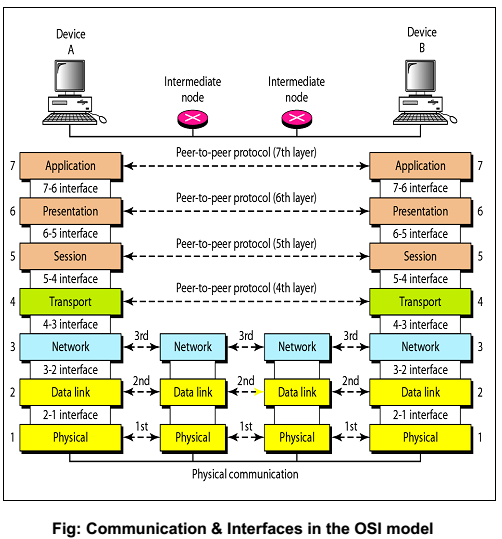 Device
A
Device
B
Intermediate
node
Intermediate
node
7 Application Peer-to-peer protocol (7th layer) Application 7
7-6 interface 7-6 interface
6 Presentation Peer-to-peer protocol (6th layer) Presentation 6
6-5 interface 6-5 interface
5 Session Peer-to-peer protocol (5th layer) Session 5
5-4 interface 5-4 interface
4 Transport Peer-to-peer protocol (4th layer) Transport 4
4-3 interface 4-3 interface
3 Network 3rd Network 3rd Network 3rd Network 3
3-2 interface 3-2 interface
2 Data link 2nd Data link 2nd Data link 2nd Data link 2
2-1 interface 2-1 interface
1 Physical 1st Physical 1st Physical 1st Physical 1
Physical communication
Fig: Communication & Interfaces in the OSI model